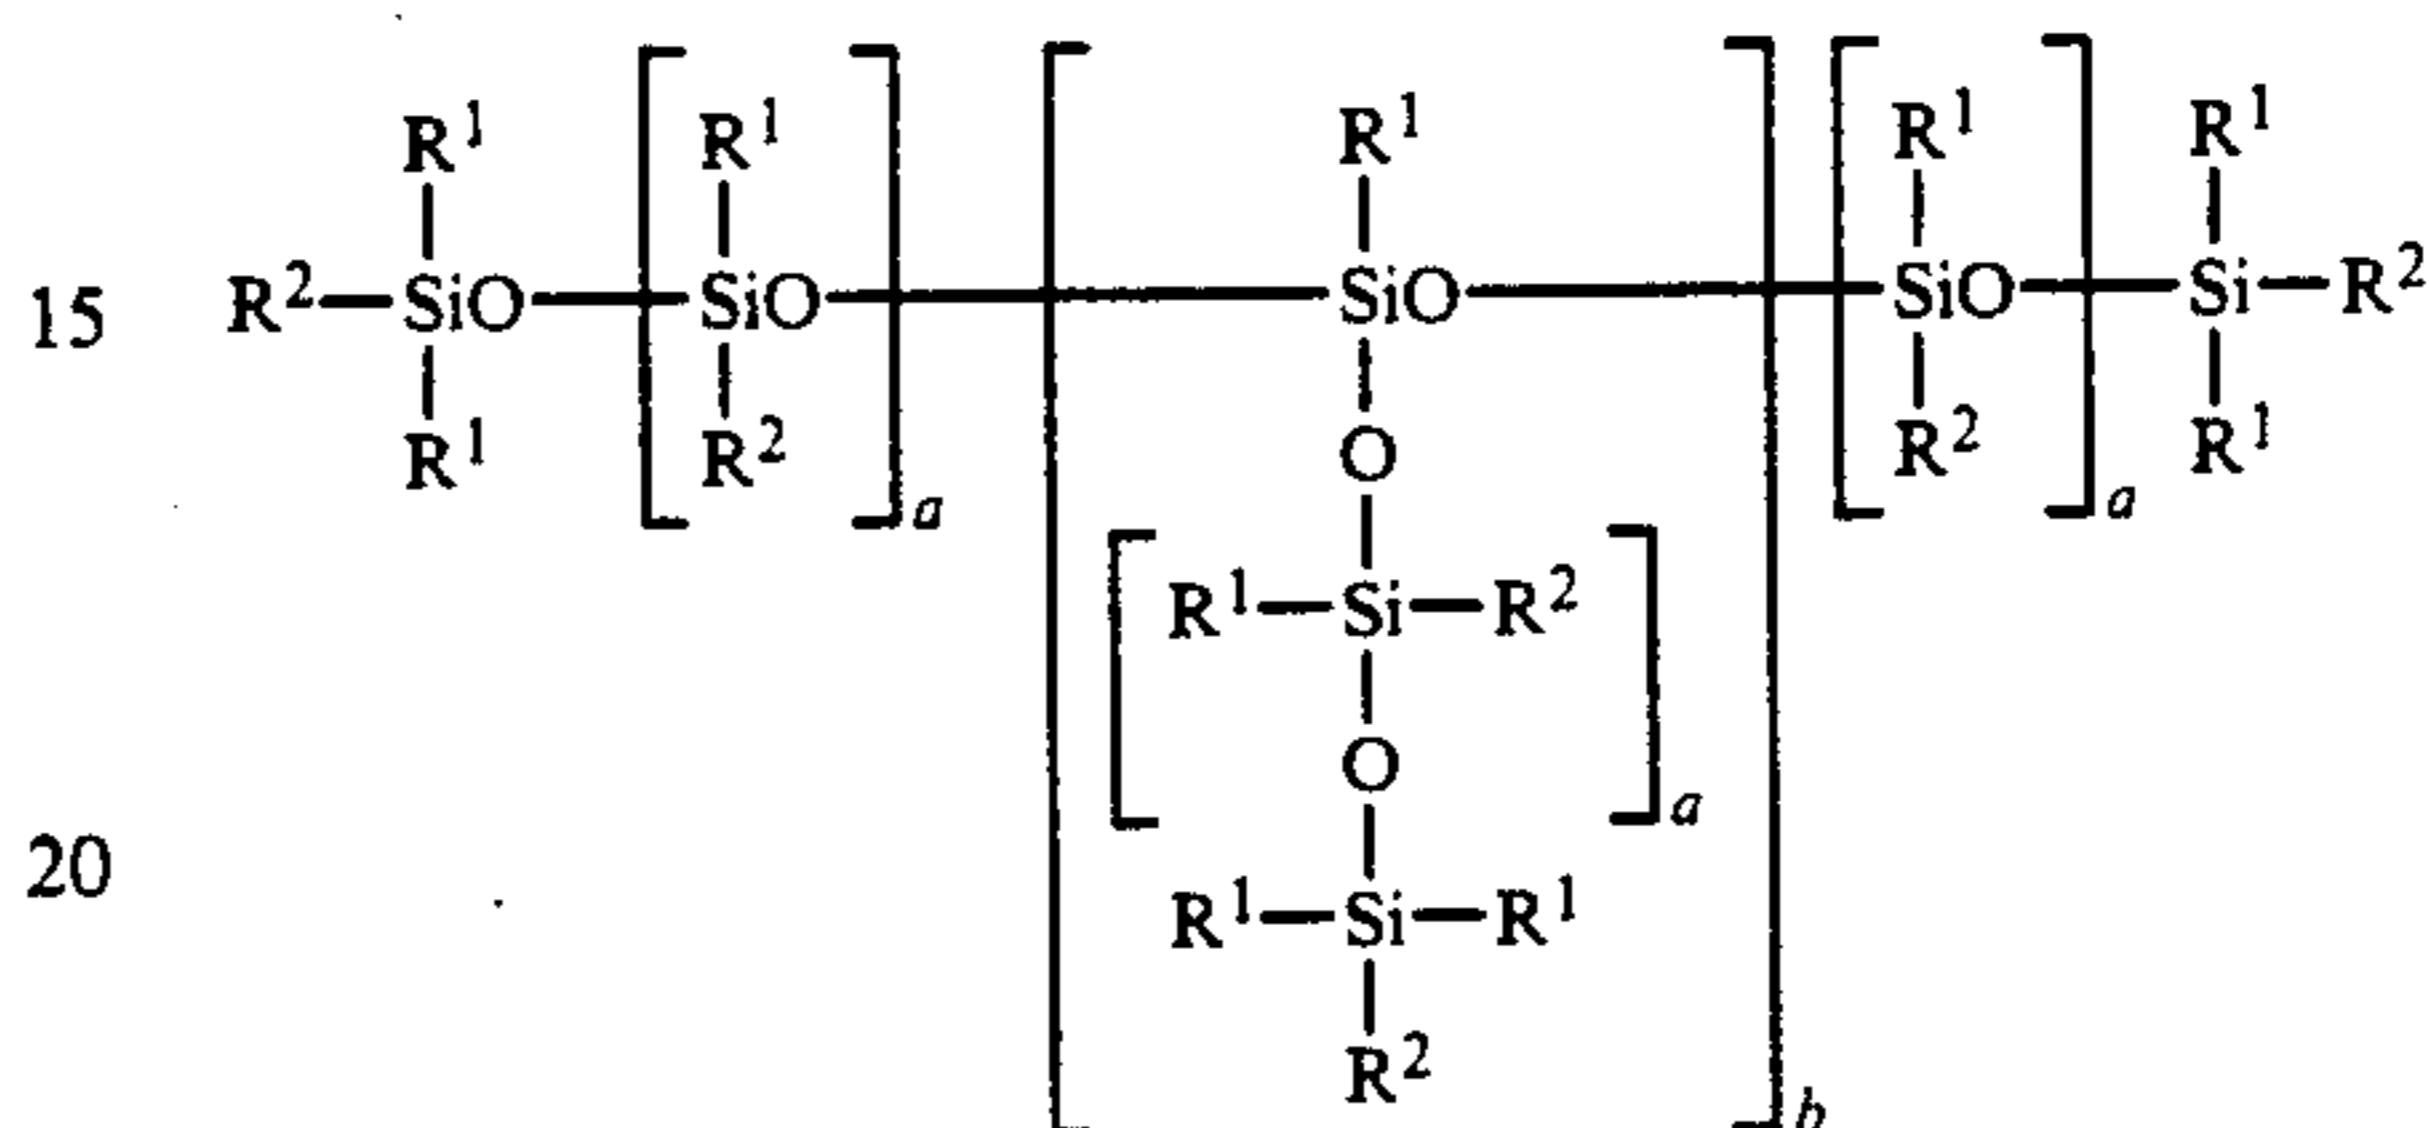 R¹ R¹ R¹ R¹ R¹
15 R²—SiO—[SiO—]—[SiO—][SiO—]—Si—R²
R¹ R² O R² R¹
a a
R¹—Si—R²
O
a
20 R¹—Si—R¹
R²
b